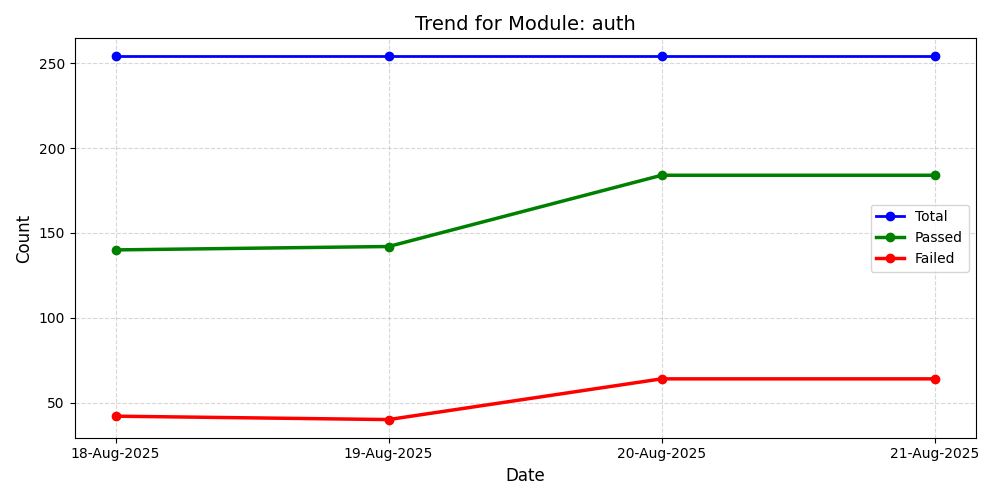 Trend for Module: auth
250
200
150
100
50
Count
Total
Passed
Failed
18-Aug-2025
19-Aug-2025
20-Aug-2025
21-Aug-2025
Date